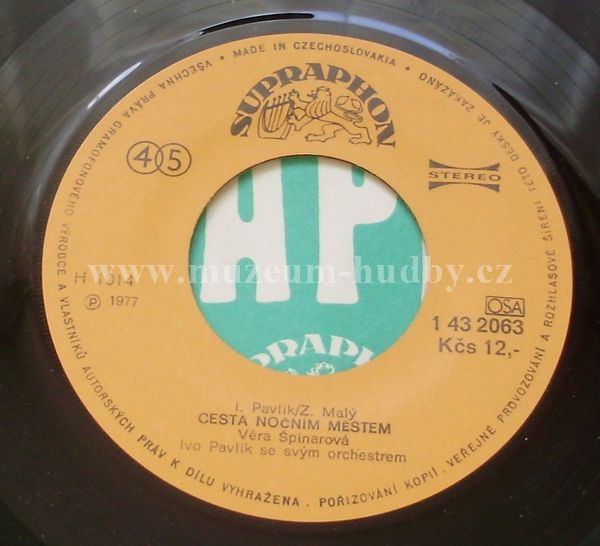 VŠECHNA PRÁVA GRAMOFONOVÉHO VÝROBCE A VLASTNÍKŮ AUTORSKÝCH PRÁV K DÍLU VYHRAŽENA . POŘIZOVÁNÍ KOPIÍ , VEŘEJNÉ PROVOZOVÁNÍ A ROZHLASOVÉ ŠÍŘENÍ TÉTO DESKY JE ZAKÁZÁNO
• MADE IN CZECHOSLOVAKIA •
SUPRAPHON
45
STEREO
HP
www.muzeum-hudby.cz
H 1014
℗ 1977
OSA
1 43 2063
Kčs 12,-
PRAPH
I. Pavlík/Z. Malý
CESTA NOČNÍM MĚSTEM
Věra Špinarová
Ivo Pavlík se svým orchestrem